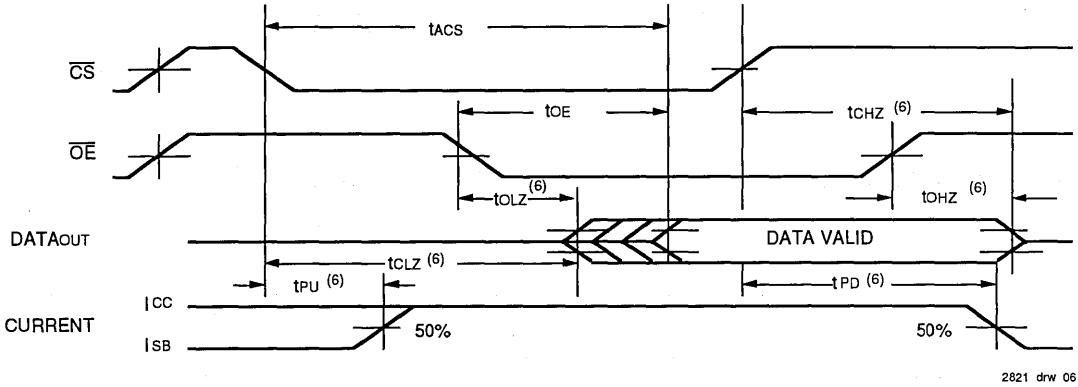 tACS
CS
tOE
tCHZ (6)
OE
tOLZ (6)
tOHZ (6)
DATAOUT
DATA VALID
tCLZ (6)
tPU (6)
tPD (6)
ICC
CURRENT
50%
50%
ISB
2821 drw 06